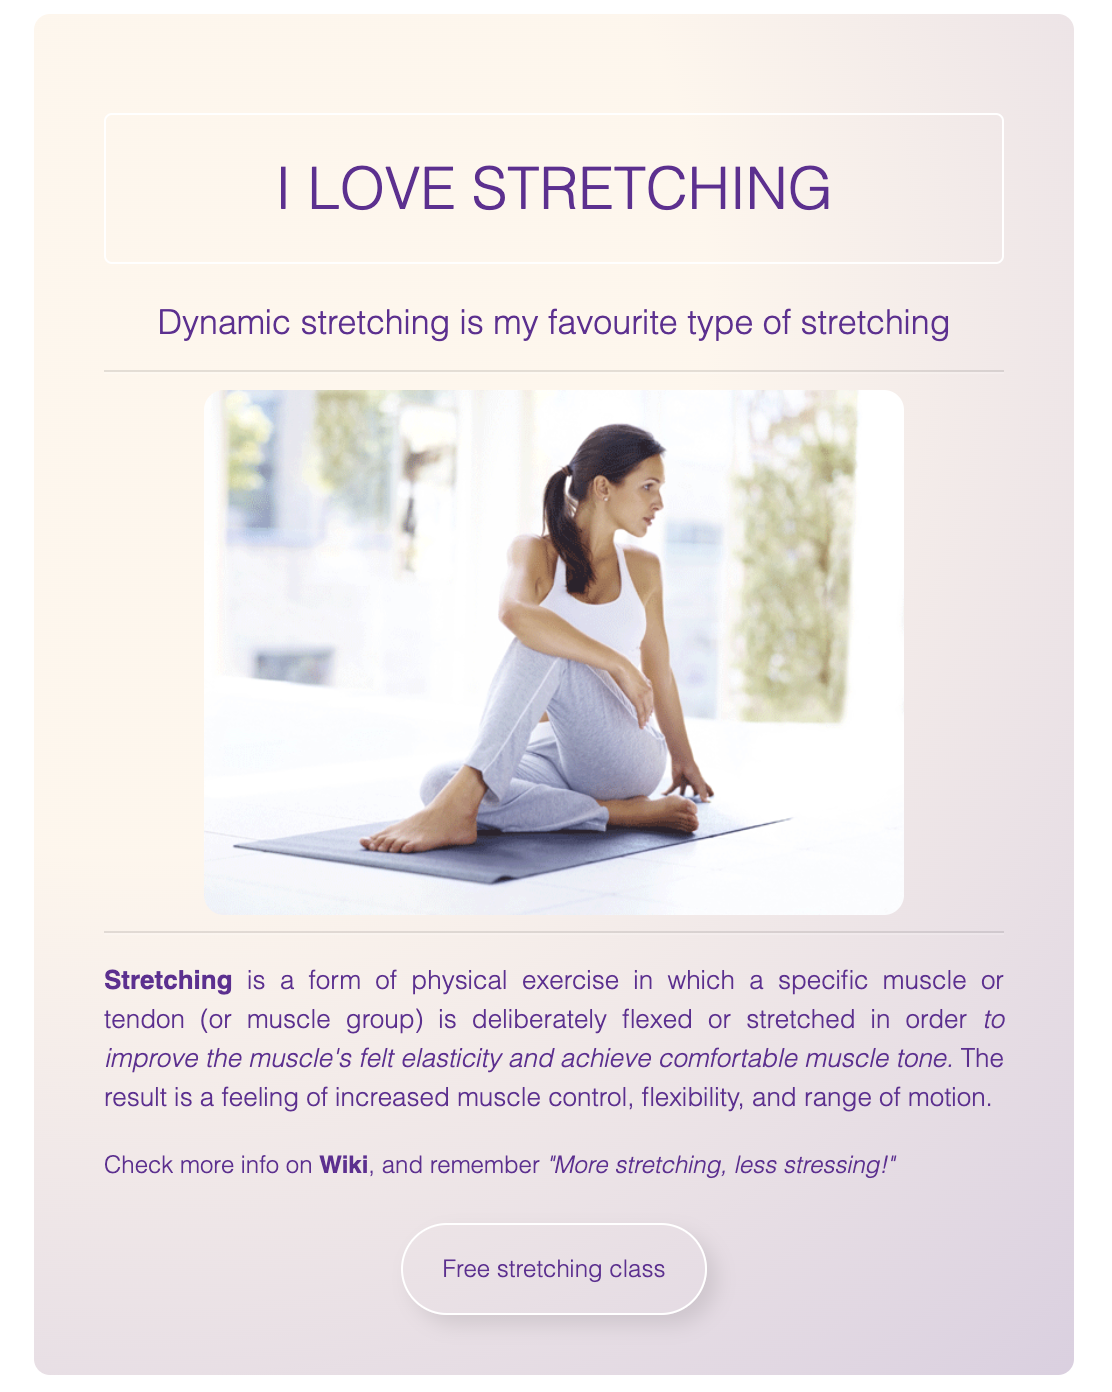 I LOVE STRETCHING
Dynamic stretching is my favourite type of stretching
Stretching is a form of physical exercise in which a specific muscle or
tendon (or muscle group) is deliberately flexed or stretched in order to
improve the muscle's felt elasticity and achieve comfortable muscle tone. The
result is a feeling of increased muscle control, flexibility, and range of motion.
Check more info on Wiki, and remember "More stretching, less stressing!"
Free stretching class